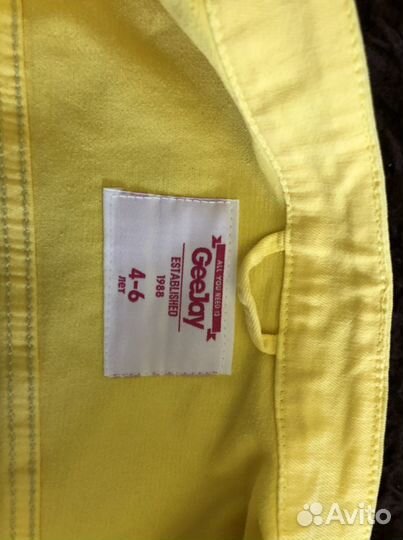 ALL YOU NEED IS
GeeJay
ESTABLISHED
1988
4-6
лет
Avito